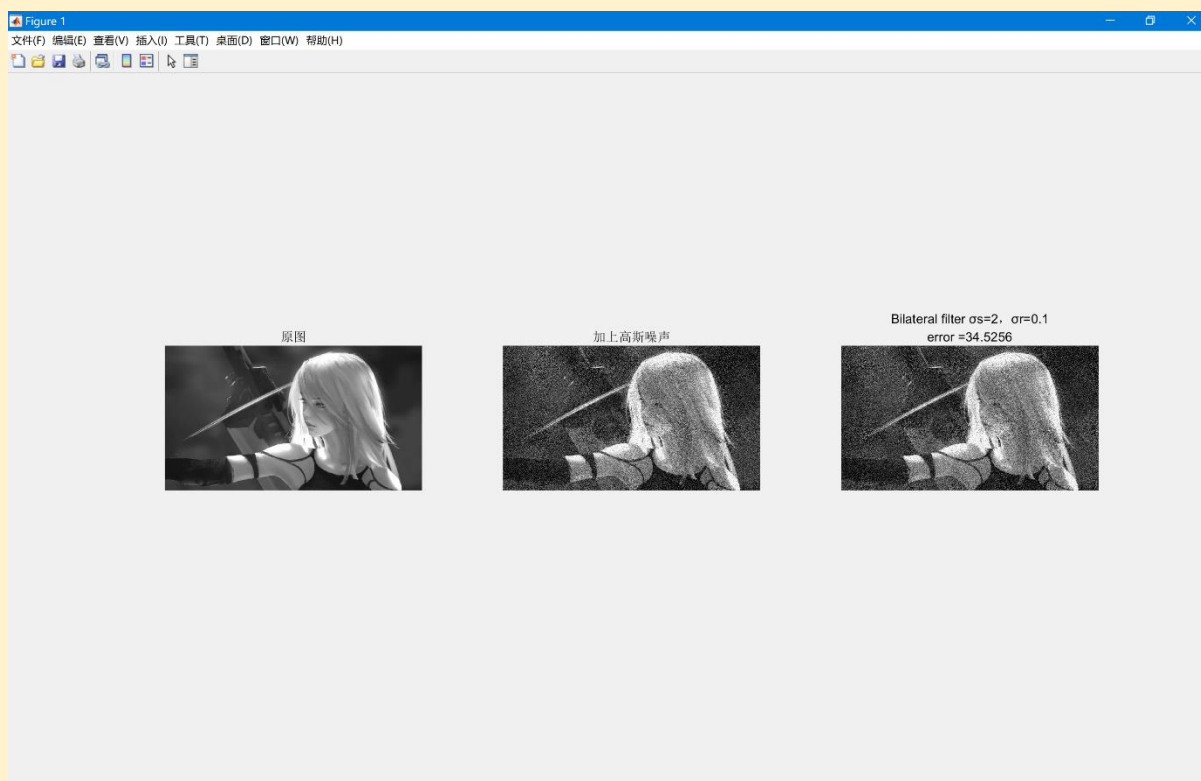 Figure 1
文件(F) 编辑(E) 查看(V) 插入(I) 工具(T) 桌面(D) 窗口(W) 帮助(H)
原图
加上高斯噪声
Bilateral filter σs=2，σr=0.1
error =34.5256